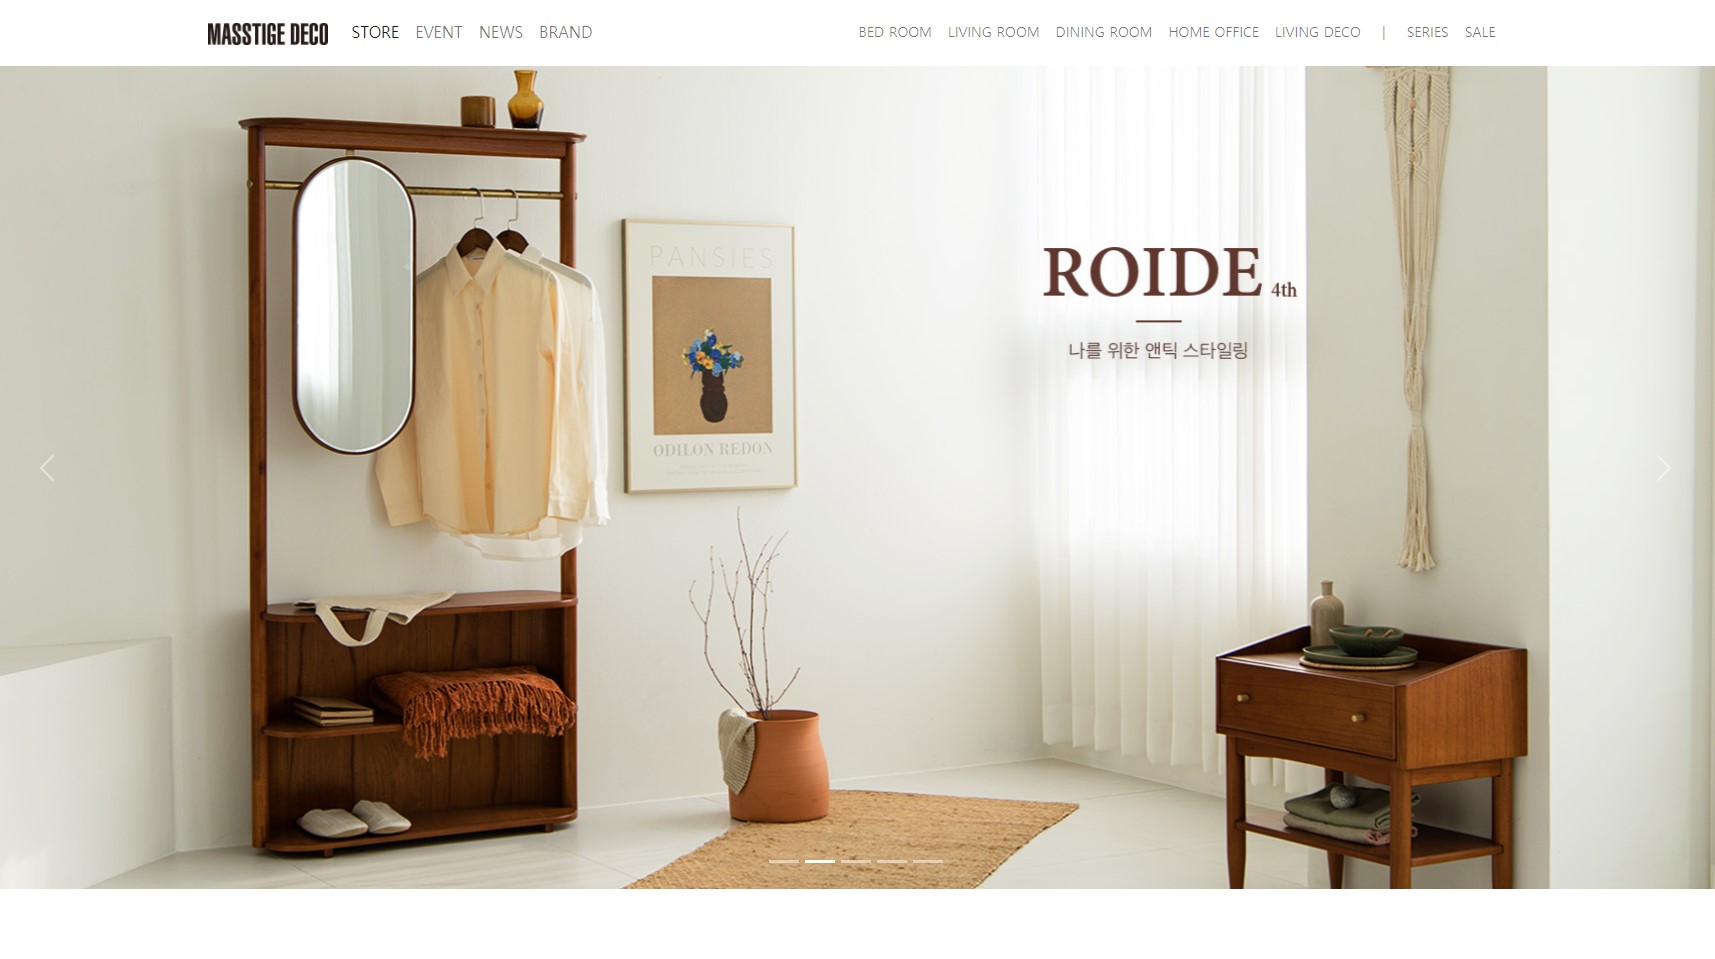 MASSTIGE DECO STORE EVENT NEWS BRAND BED ROOM LIVING ROOM DINING ROOM HOME OFFICE LIVING DECO | SERIES SALE
PANSIES
ROIDE 4th
나를 위한 앤틱 스타일링
ODILON REDON